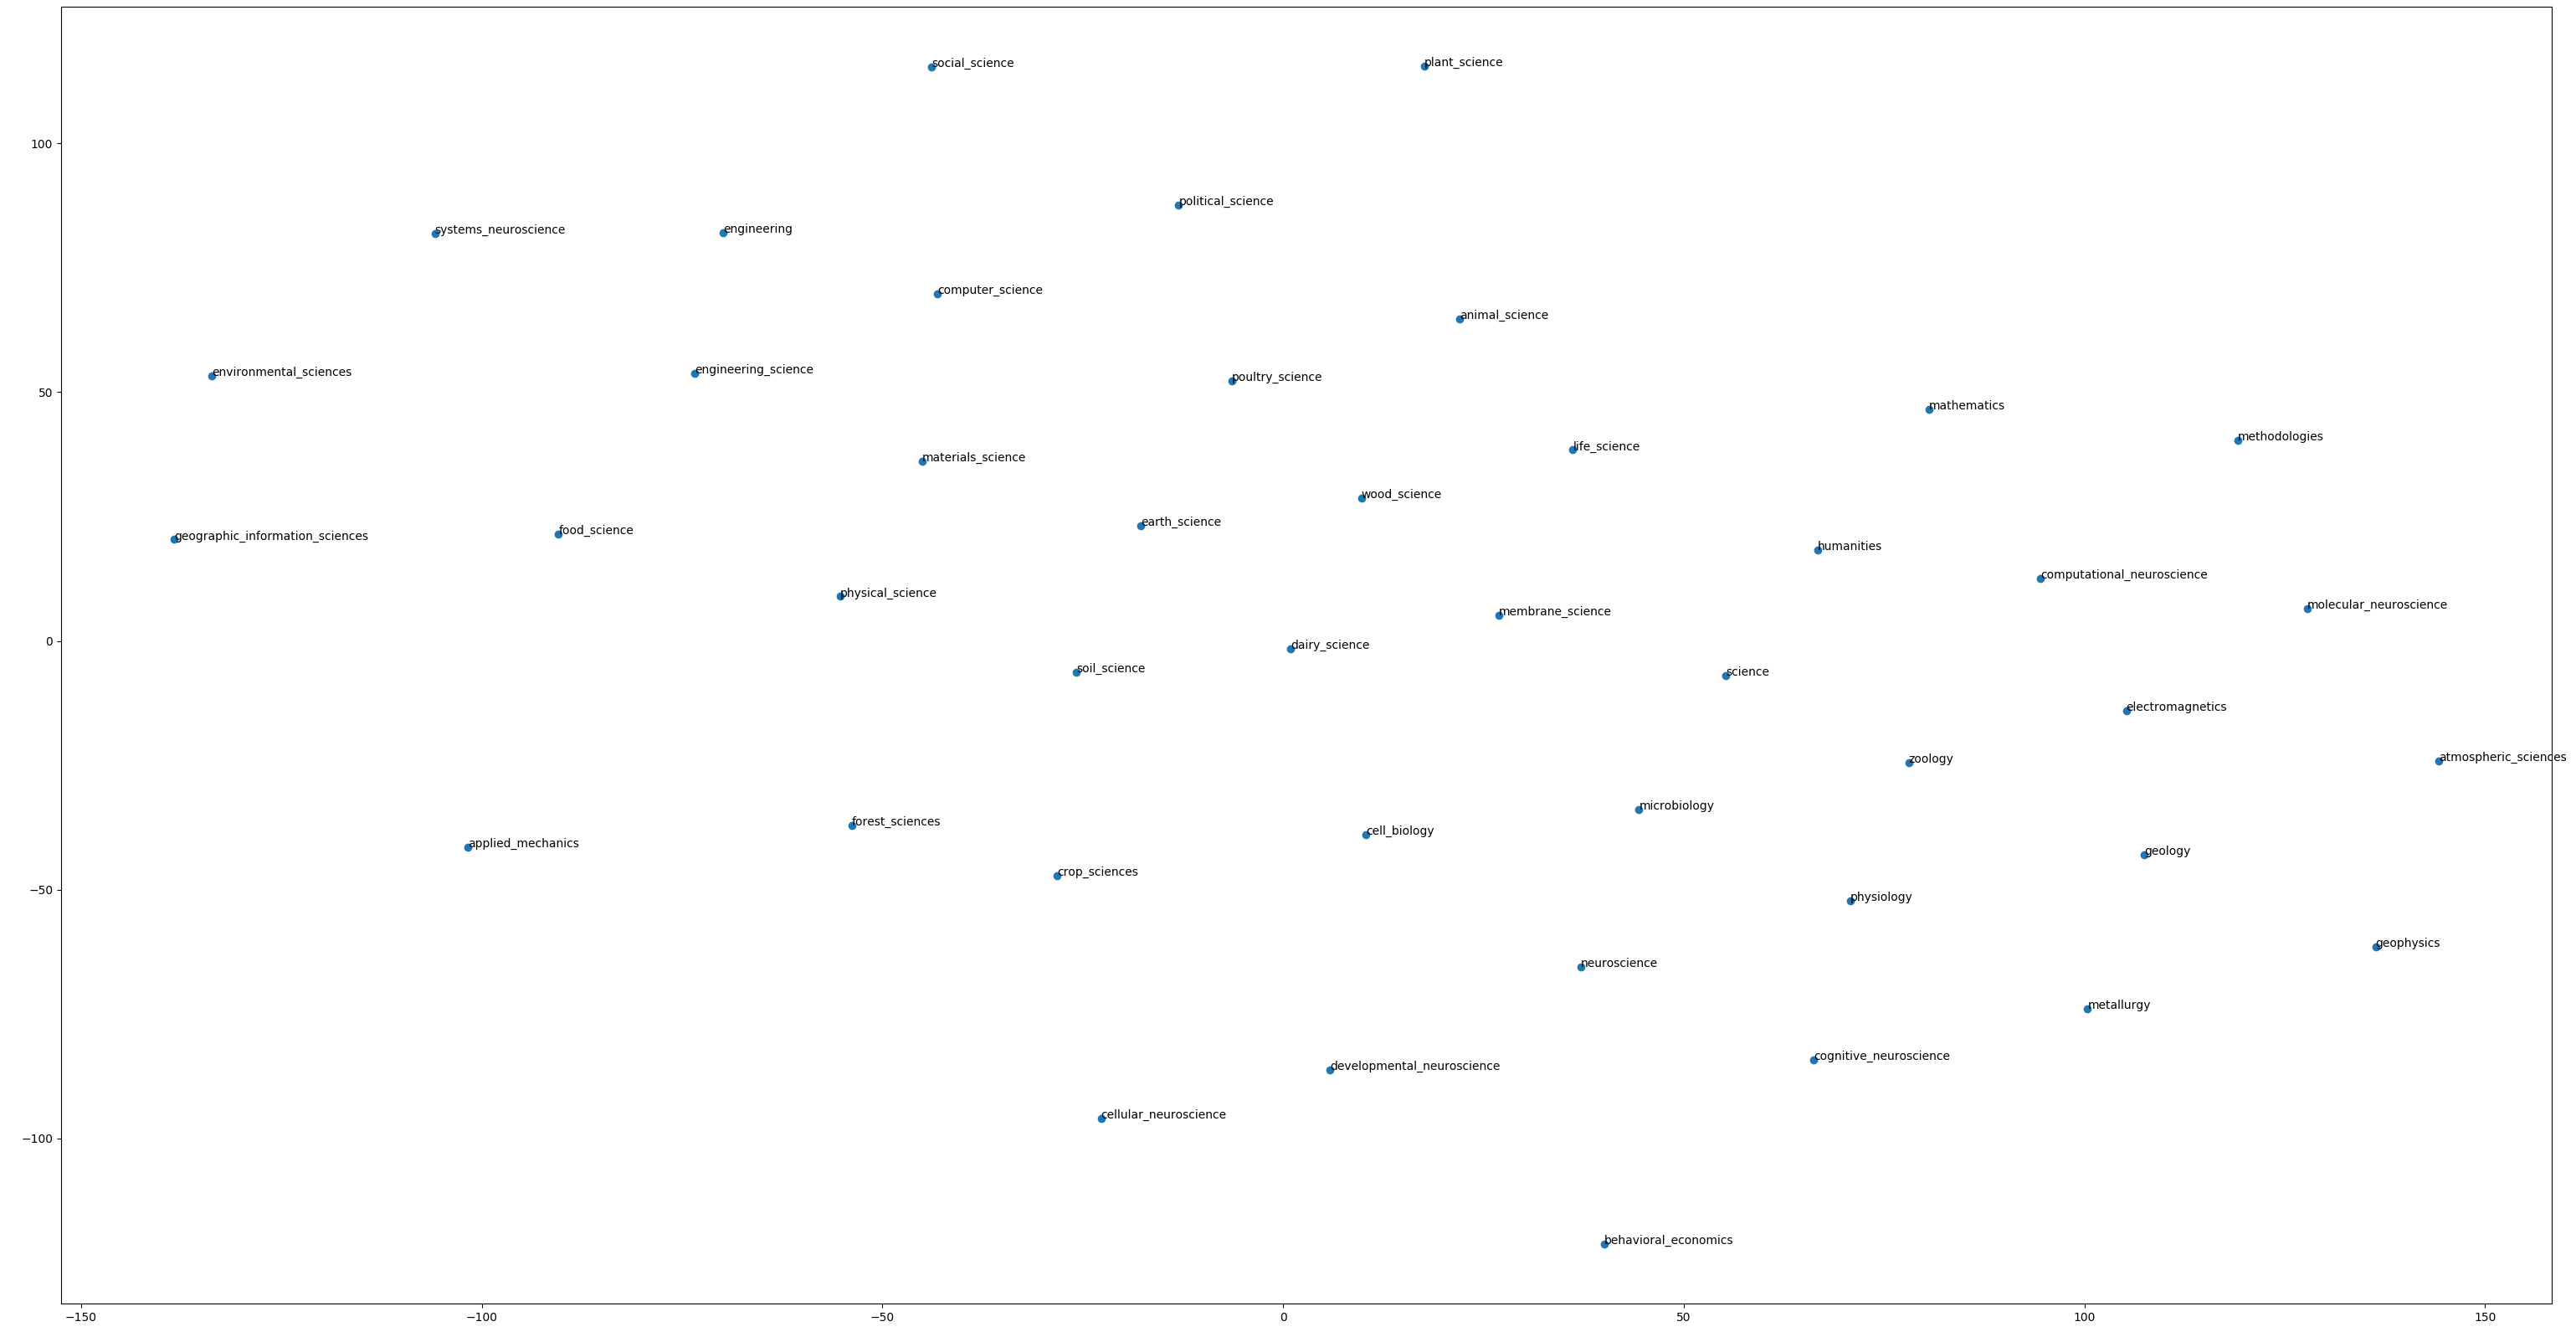 social_science
plant_science
100
political_science
systems_neuroscience
engineering
computer_science
animal_science
environmental_sciences
engineering_science
poultry_science
50
mathematics
methodologies
life_science
materials_science
wood_science
earth_science
food_science
geographic_information_sciences
humanities
computational_neuroscience
physical_science
molecular_neuroscience
membrane_science
0
dairy_science
soil_science
science
electromagnetics
zoology
atmospheric_sciences
microbiology
forest_sciences
cell_biology
applied_mechanics
geology
crop_sciences
−50
physiology
geophysics
neuroscience
metallurgy
cognitive_neuroscience
developmental_neuroscience
cellular_neuroscience
−100
behavioral_economics
−150 −100 −50 0 50 100 150